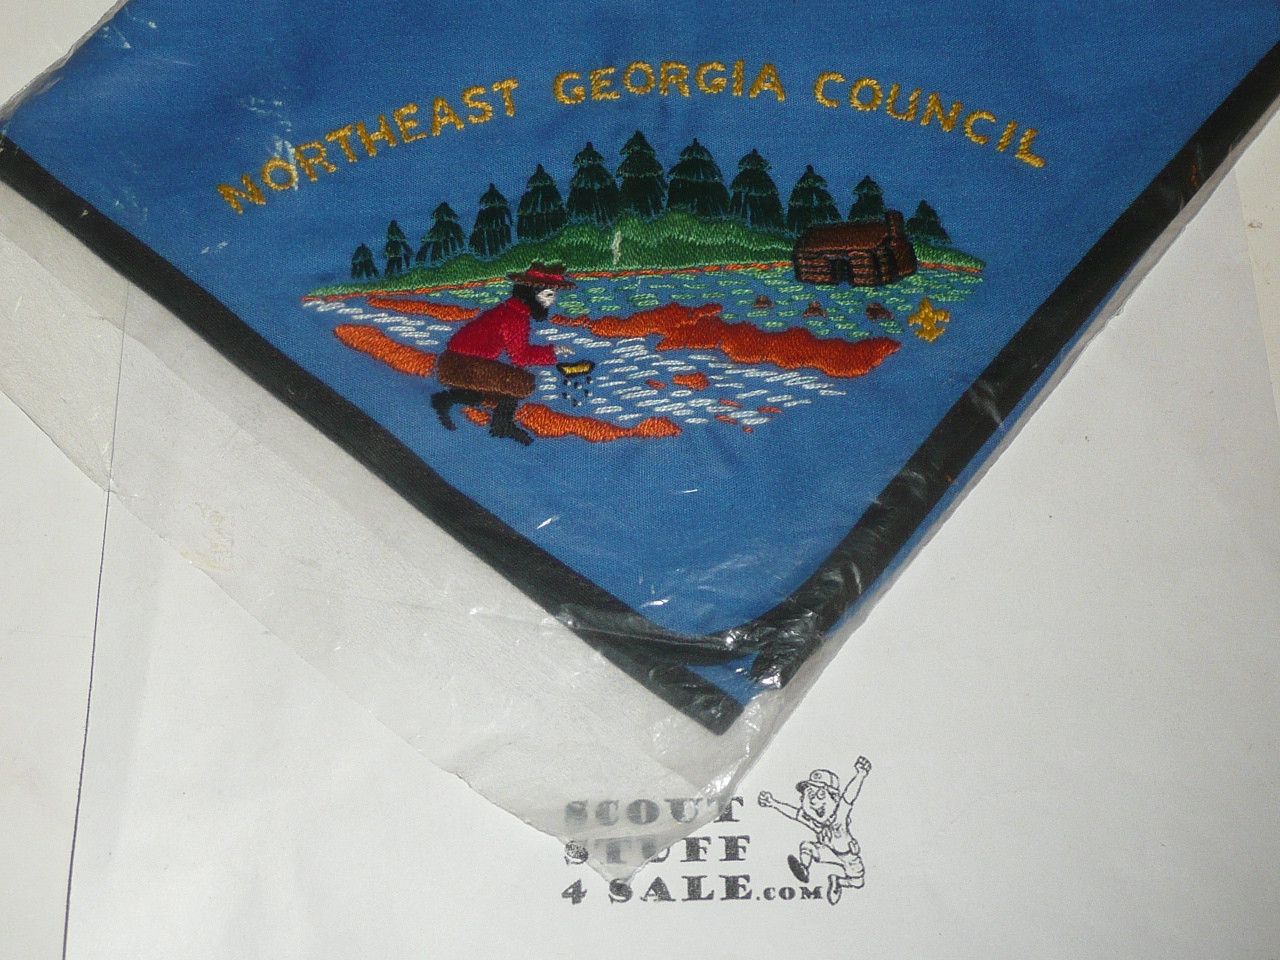 NORTHEAST GEORGIA COUNCIL
SCOUT
STUFF
4 SALE.COM